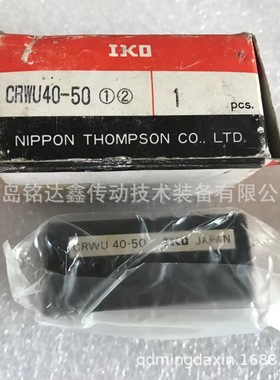 IKO
CRWU40-50 ①② 1 pcs.
NIPPON THOMPSON CO., LTD.
岛铭达鑫传动技术装备有限
CRWU 40-50 IKO JAPAN
qdmingdaxin.1688.